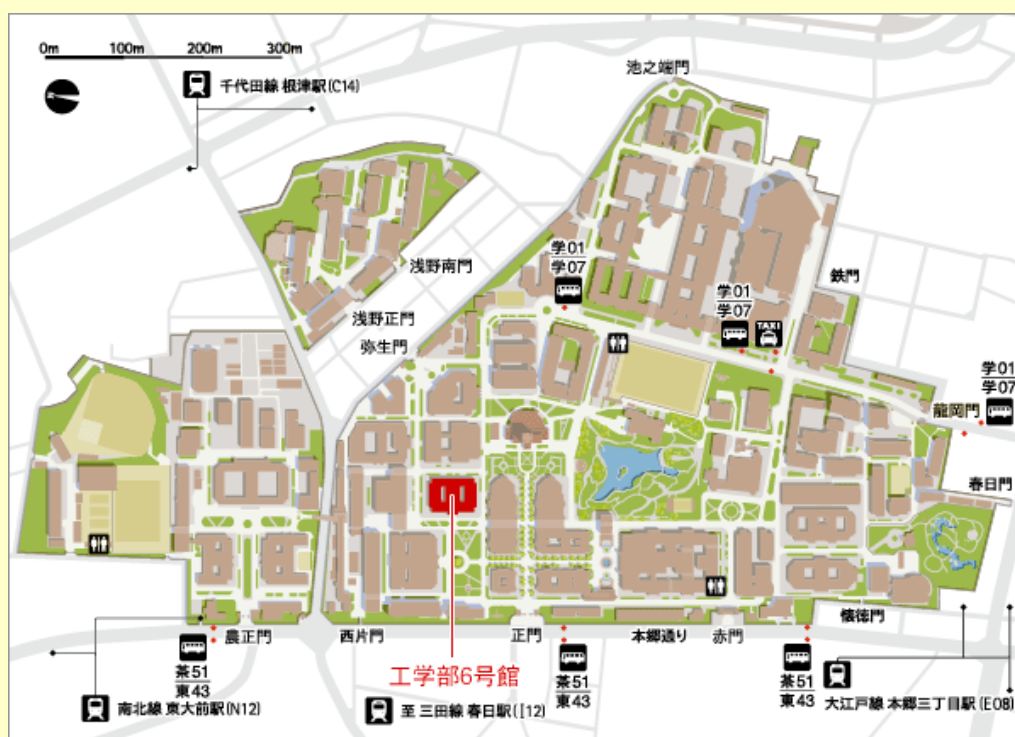 0m 100m 200m 300m
千代田線 根津駅(C14)
池之端門
浅野南門
学01
学07
学01
学07
TAXI
鉄門
浅野正門
弥生門
学01
学07
龍岡門
春日門
農正門
西片門
正門
本郷通り
赤門
懐徳門
茶51
東43
工学部6号館
茶51
東43
茶51
東43
南北線 東大前駅(N12)
至 三田線 春日駅(I12)
大江戸線 本郷三丁目駅(E08)